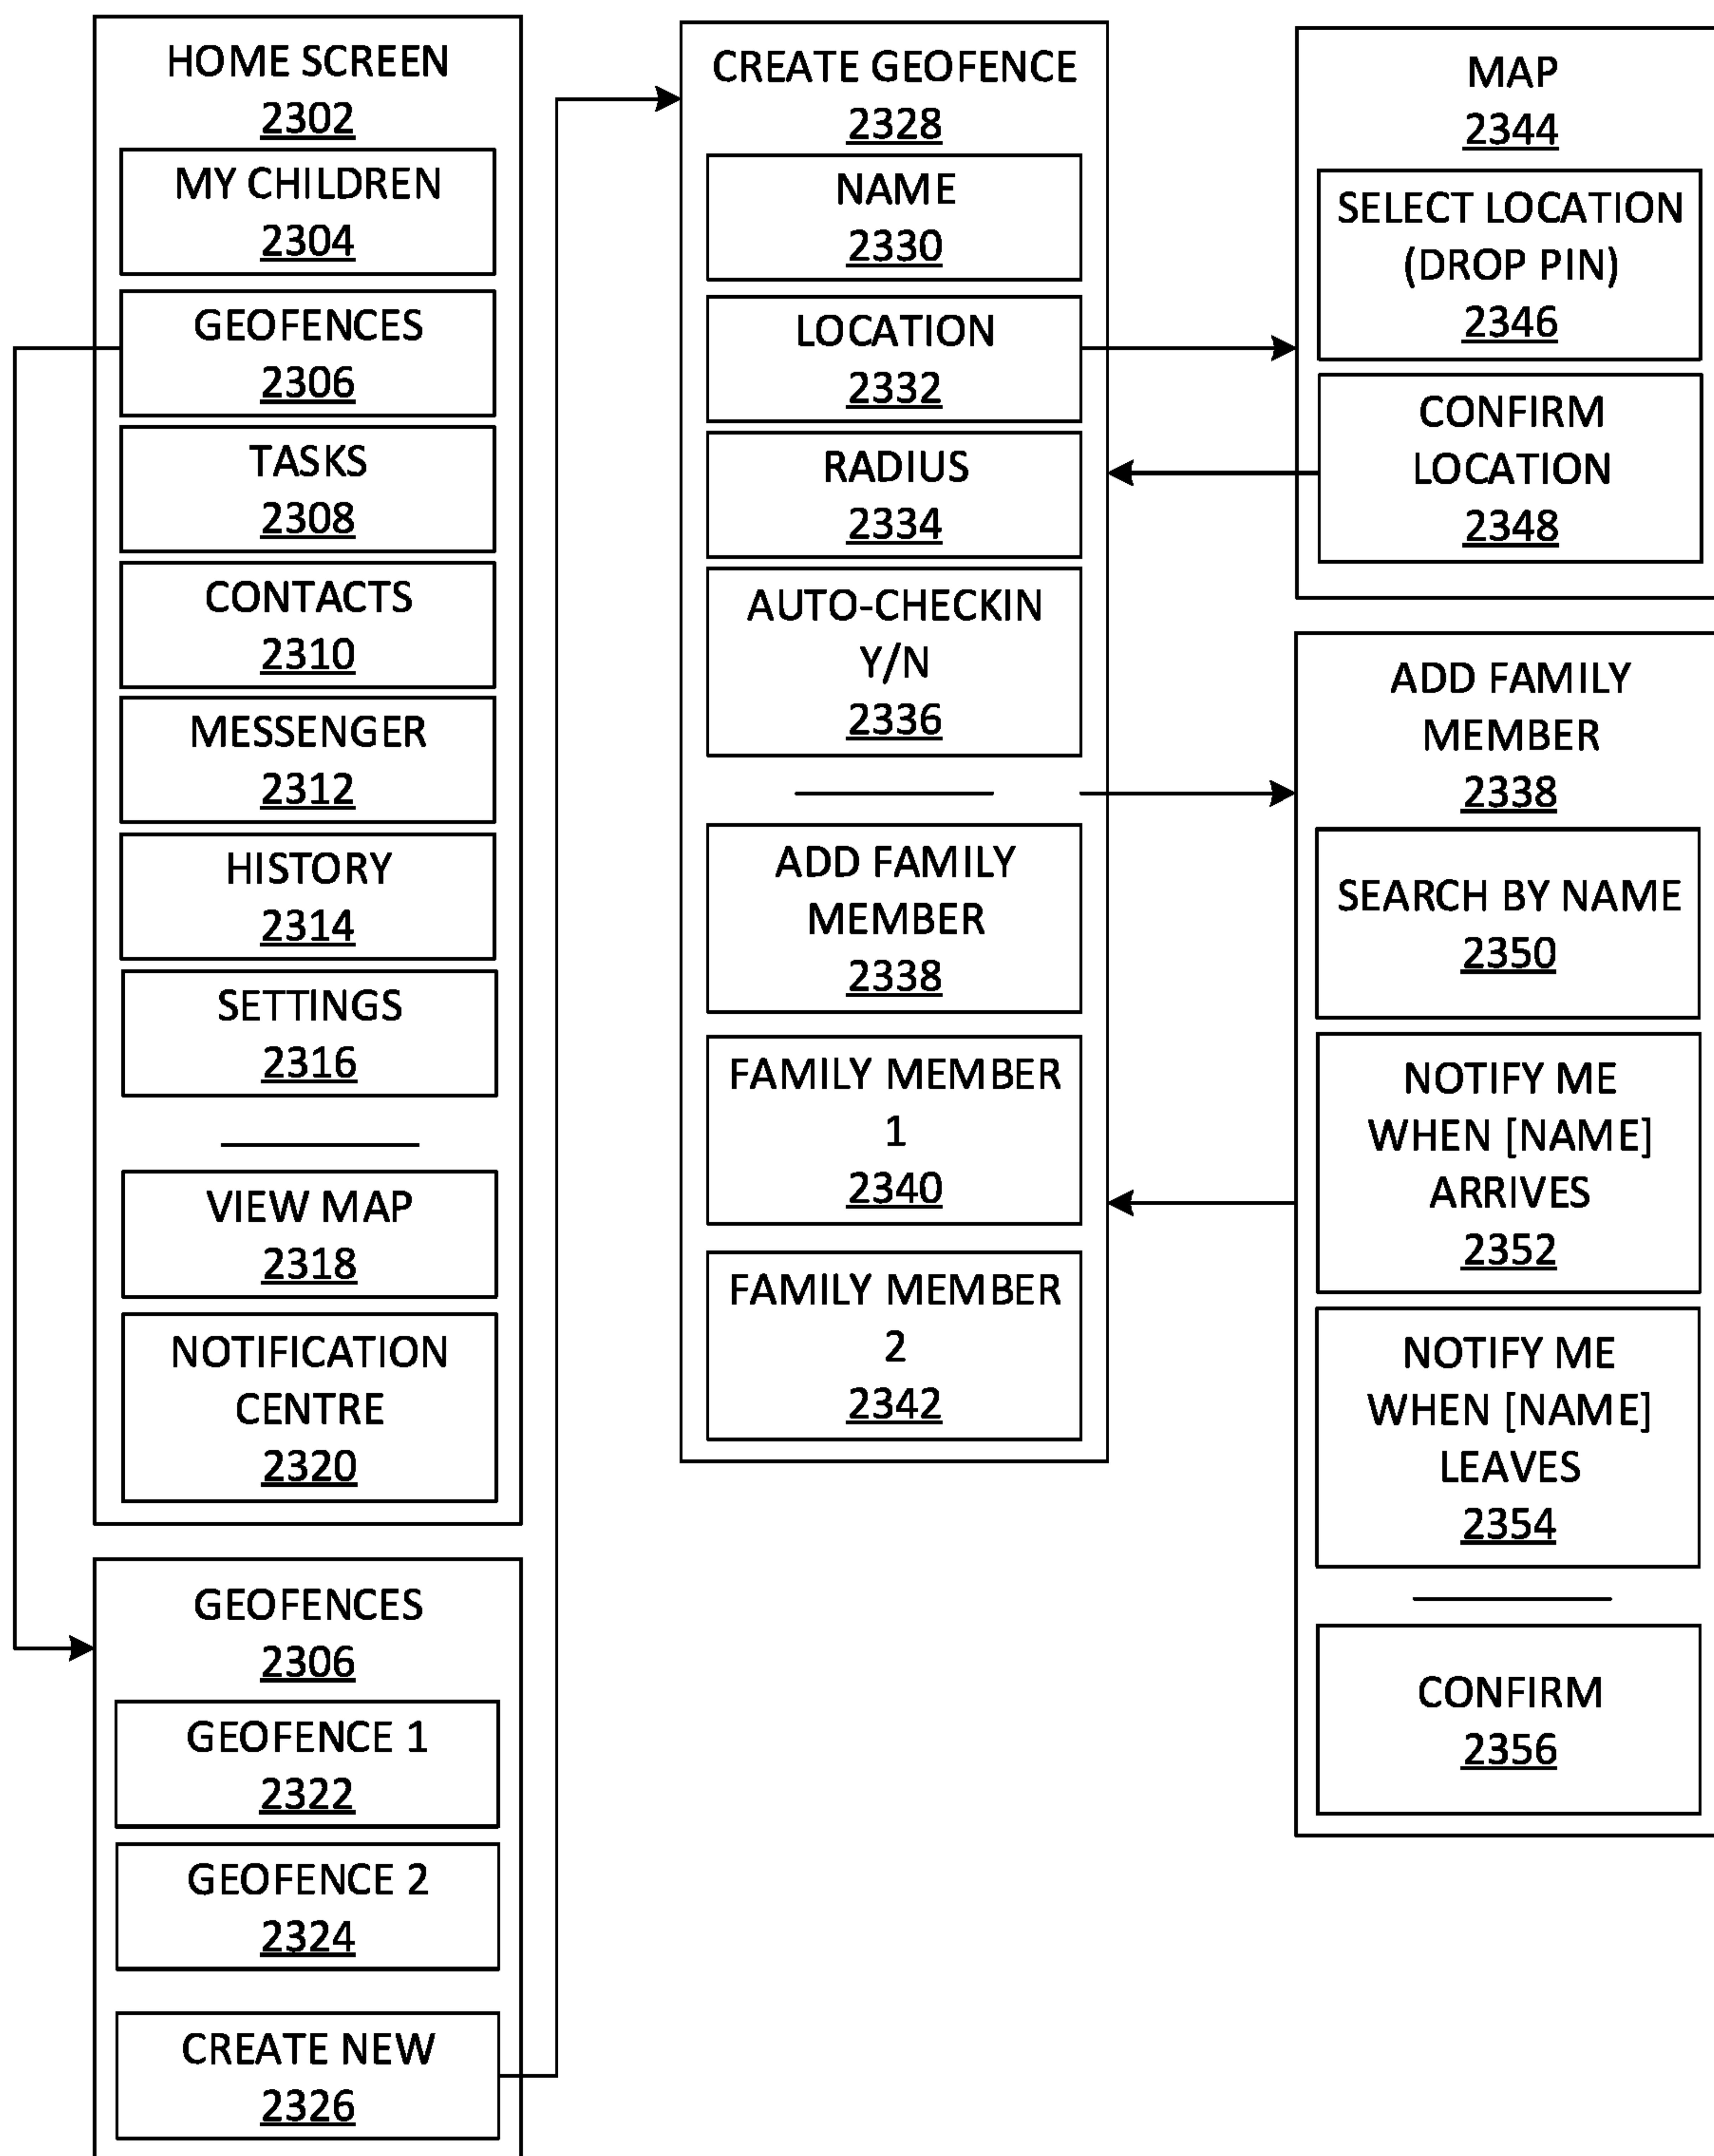 HOME SCREEN
2302
MY CHILDREN
2304
GEOFENCES
2306
TASKS
2308
CONTACTS
2310
MESSENGER
2312
HISTORY
2314
SETTINGS
2316
VIEW MAP
2318
NOTIFICATION
CENTRE
2320
GEOFENCES
2306
GEOFENCE 1
2322
GEOFENCE 2
2324
CREATE NEW
2326
CREATE GEOFENCE
2328
NAME
2330
LOCATION
2332
RADIUS
2334
AUTO-CHECKIN
Y/N
2336
ADD FAMILY
MEMBER
2338
FAMILY MEMBER
1
2340
FAMILY MEMBER
2
2342
MAP
2344
SELECT LOCATION
(DROP PIN)
2346
CONFIRM
LOCATION
2348
ADD FAMILY
MEMBER
2338
SEARCH BY NAME
2350
NOTIFY ME
WHEN [NAME]
ARRIVES
2352
NOTIFY ME
WHEN [NAME]
LEAVES
2354
CONFIRM
2356